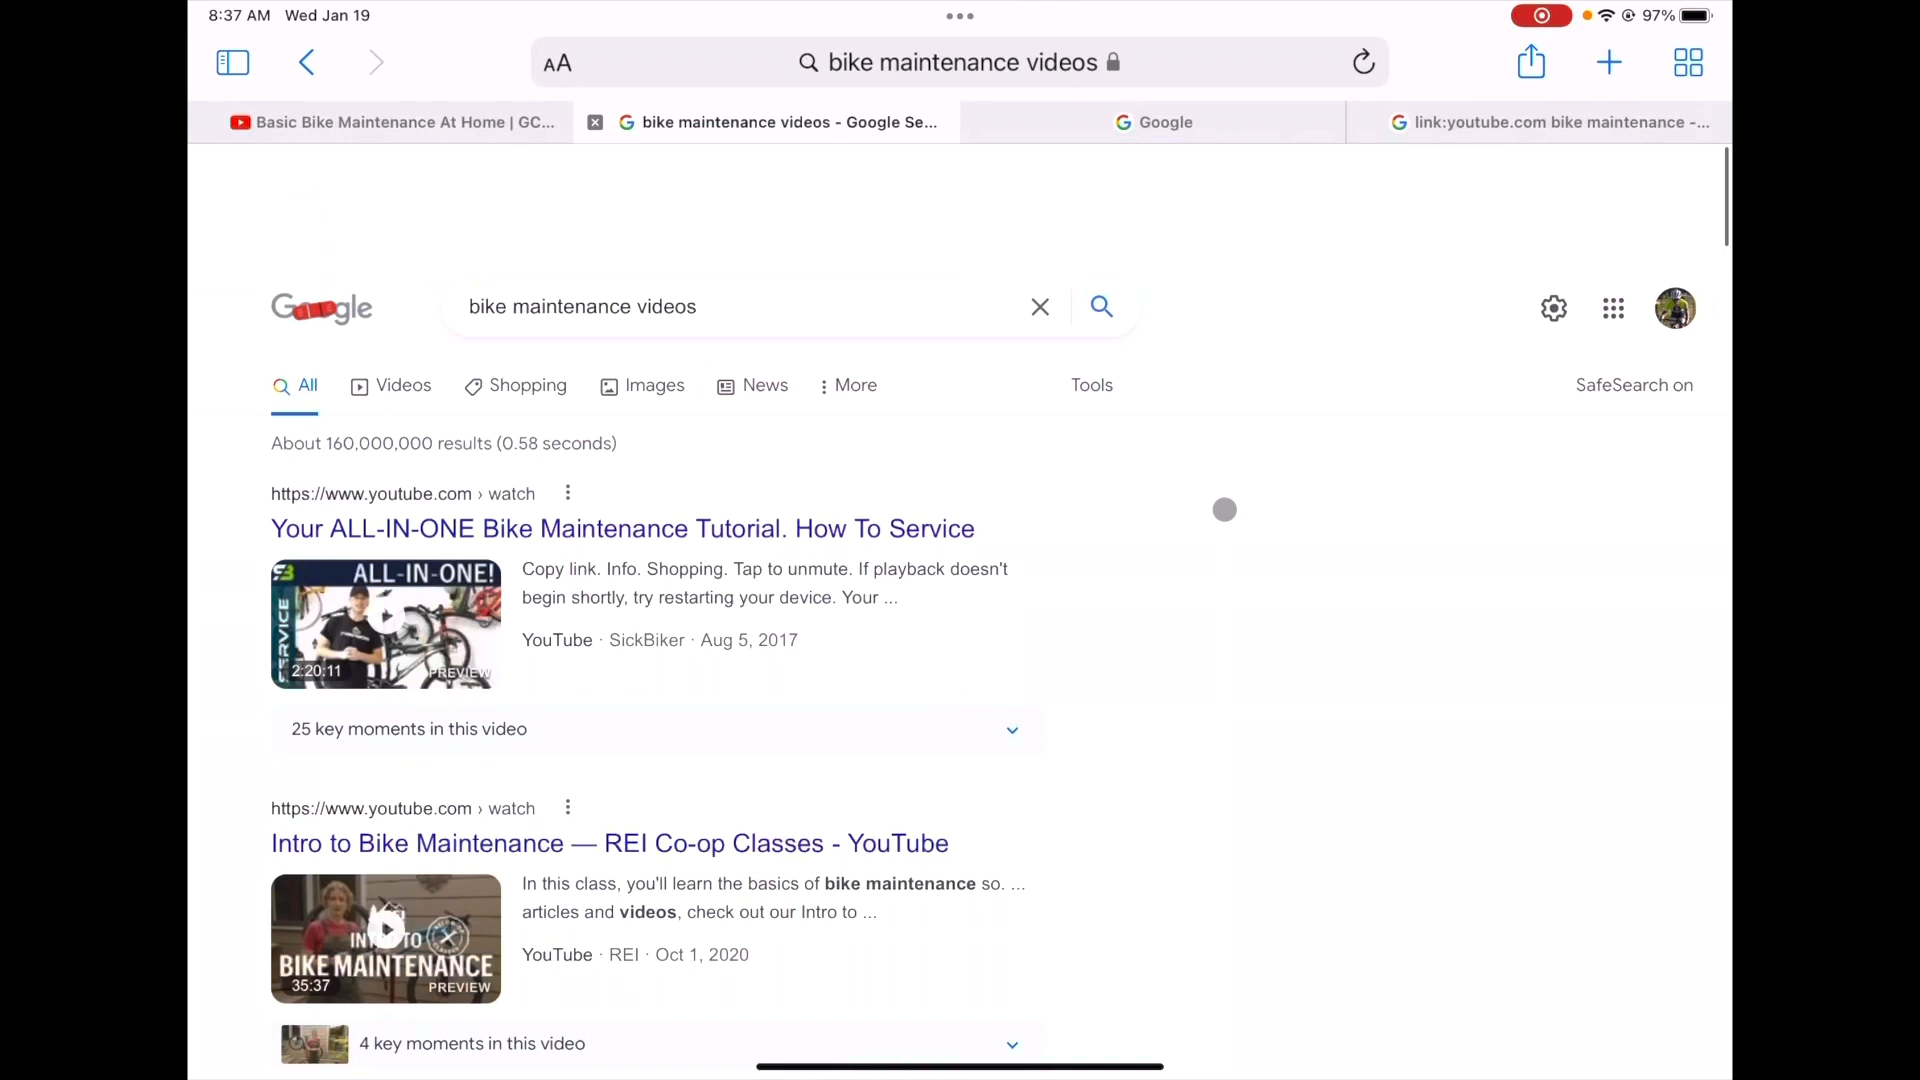 8:37 AM Wed Jan 19
97%
AA bike maintenance videos
Basic Bike Maintenance At Home | GC...
bike maintenance videos - Google Se...
Google
link:youtube.com bike maintenance -...
Google
bike maintenance videos
All Videos Shopping Images News More Tools SafeSearch on
About 160,000,000 results (0.58 seconds)
https://www.youtube.com › watch
Your ALL-IN-ONE Bike Maintenance Tutorial. How To Service
ALL-IN-ONE!
SERVICE
2:20:11
PREVIEW
Copy link. Info. Shopping. Tap to unmute. If playback doesn't
begin shortly, try restarting your device. Your ...
YouTube · SickBiker · Aug 5, 2017
25 key moments in this video
https://www.youtube.com › watch
Intro to Bike Maintenance — REI Co-op Classes - YouTube
INTRO TO
BIKE MAINTENANCE
35:37
PREVIEW
In this class, you'll learn the basics of bike maintenance so. ...
articles and videos, check out our Intro to ...
YouTube · REI · Oct 1, 2020
4 key moments in this video